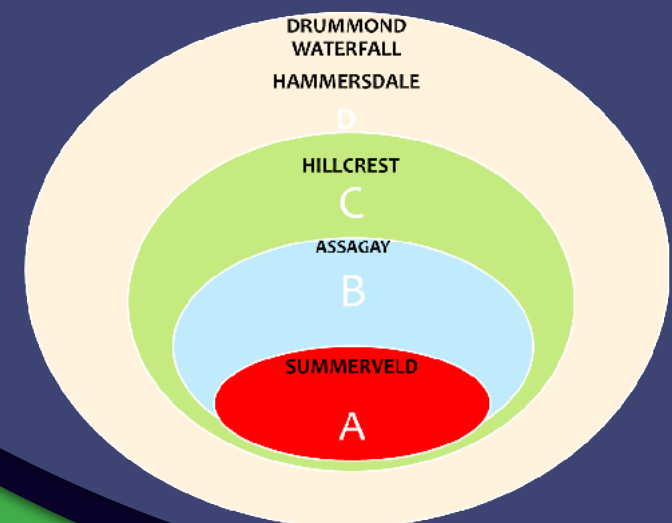 DRUMMOND
WATERFALL
HAMMERSDALE
D
HILLCREST
C
ASSAGAY
B
SUMMERVELD
A